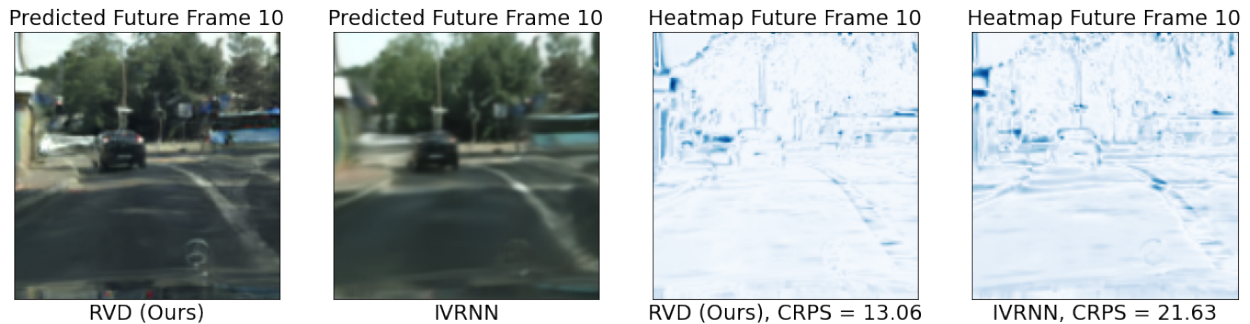 Predicted Future Frame 10
Predicted Future Frame 10
Heatmap Future Frame 10
Heatmap Future Frame 10
RVD (Ours)
IVRNN
RVD (Ours), CRPS = 13.06
IVRNN, CRPS = 21.63